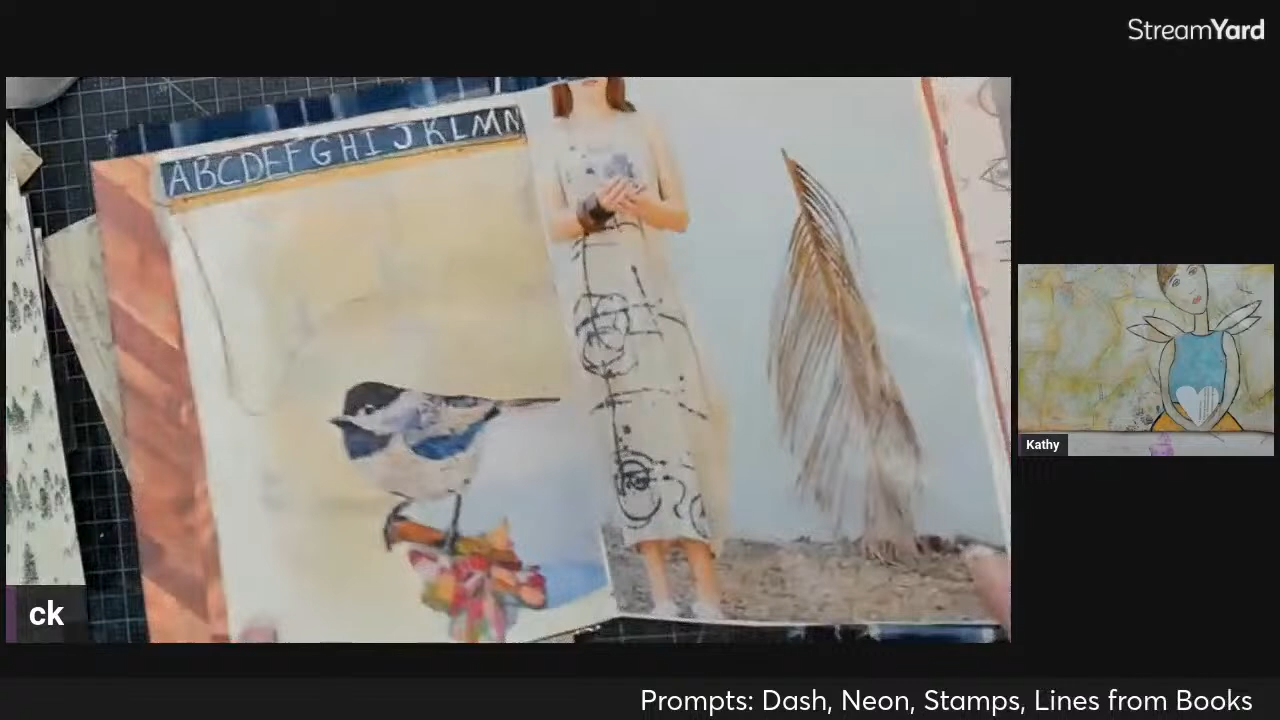 StreamYard
ABCDEFGHIJKLMN
Kathy
ck
Prompts: Dash, Neon, Stamps, Lines from Books